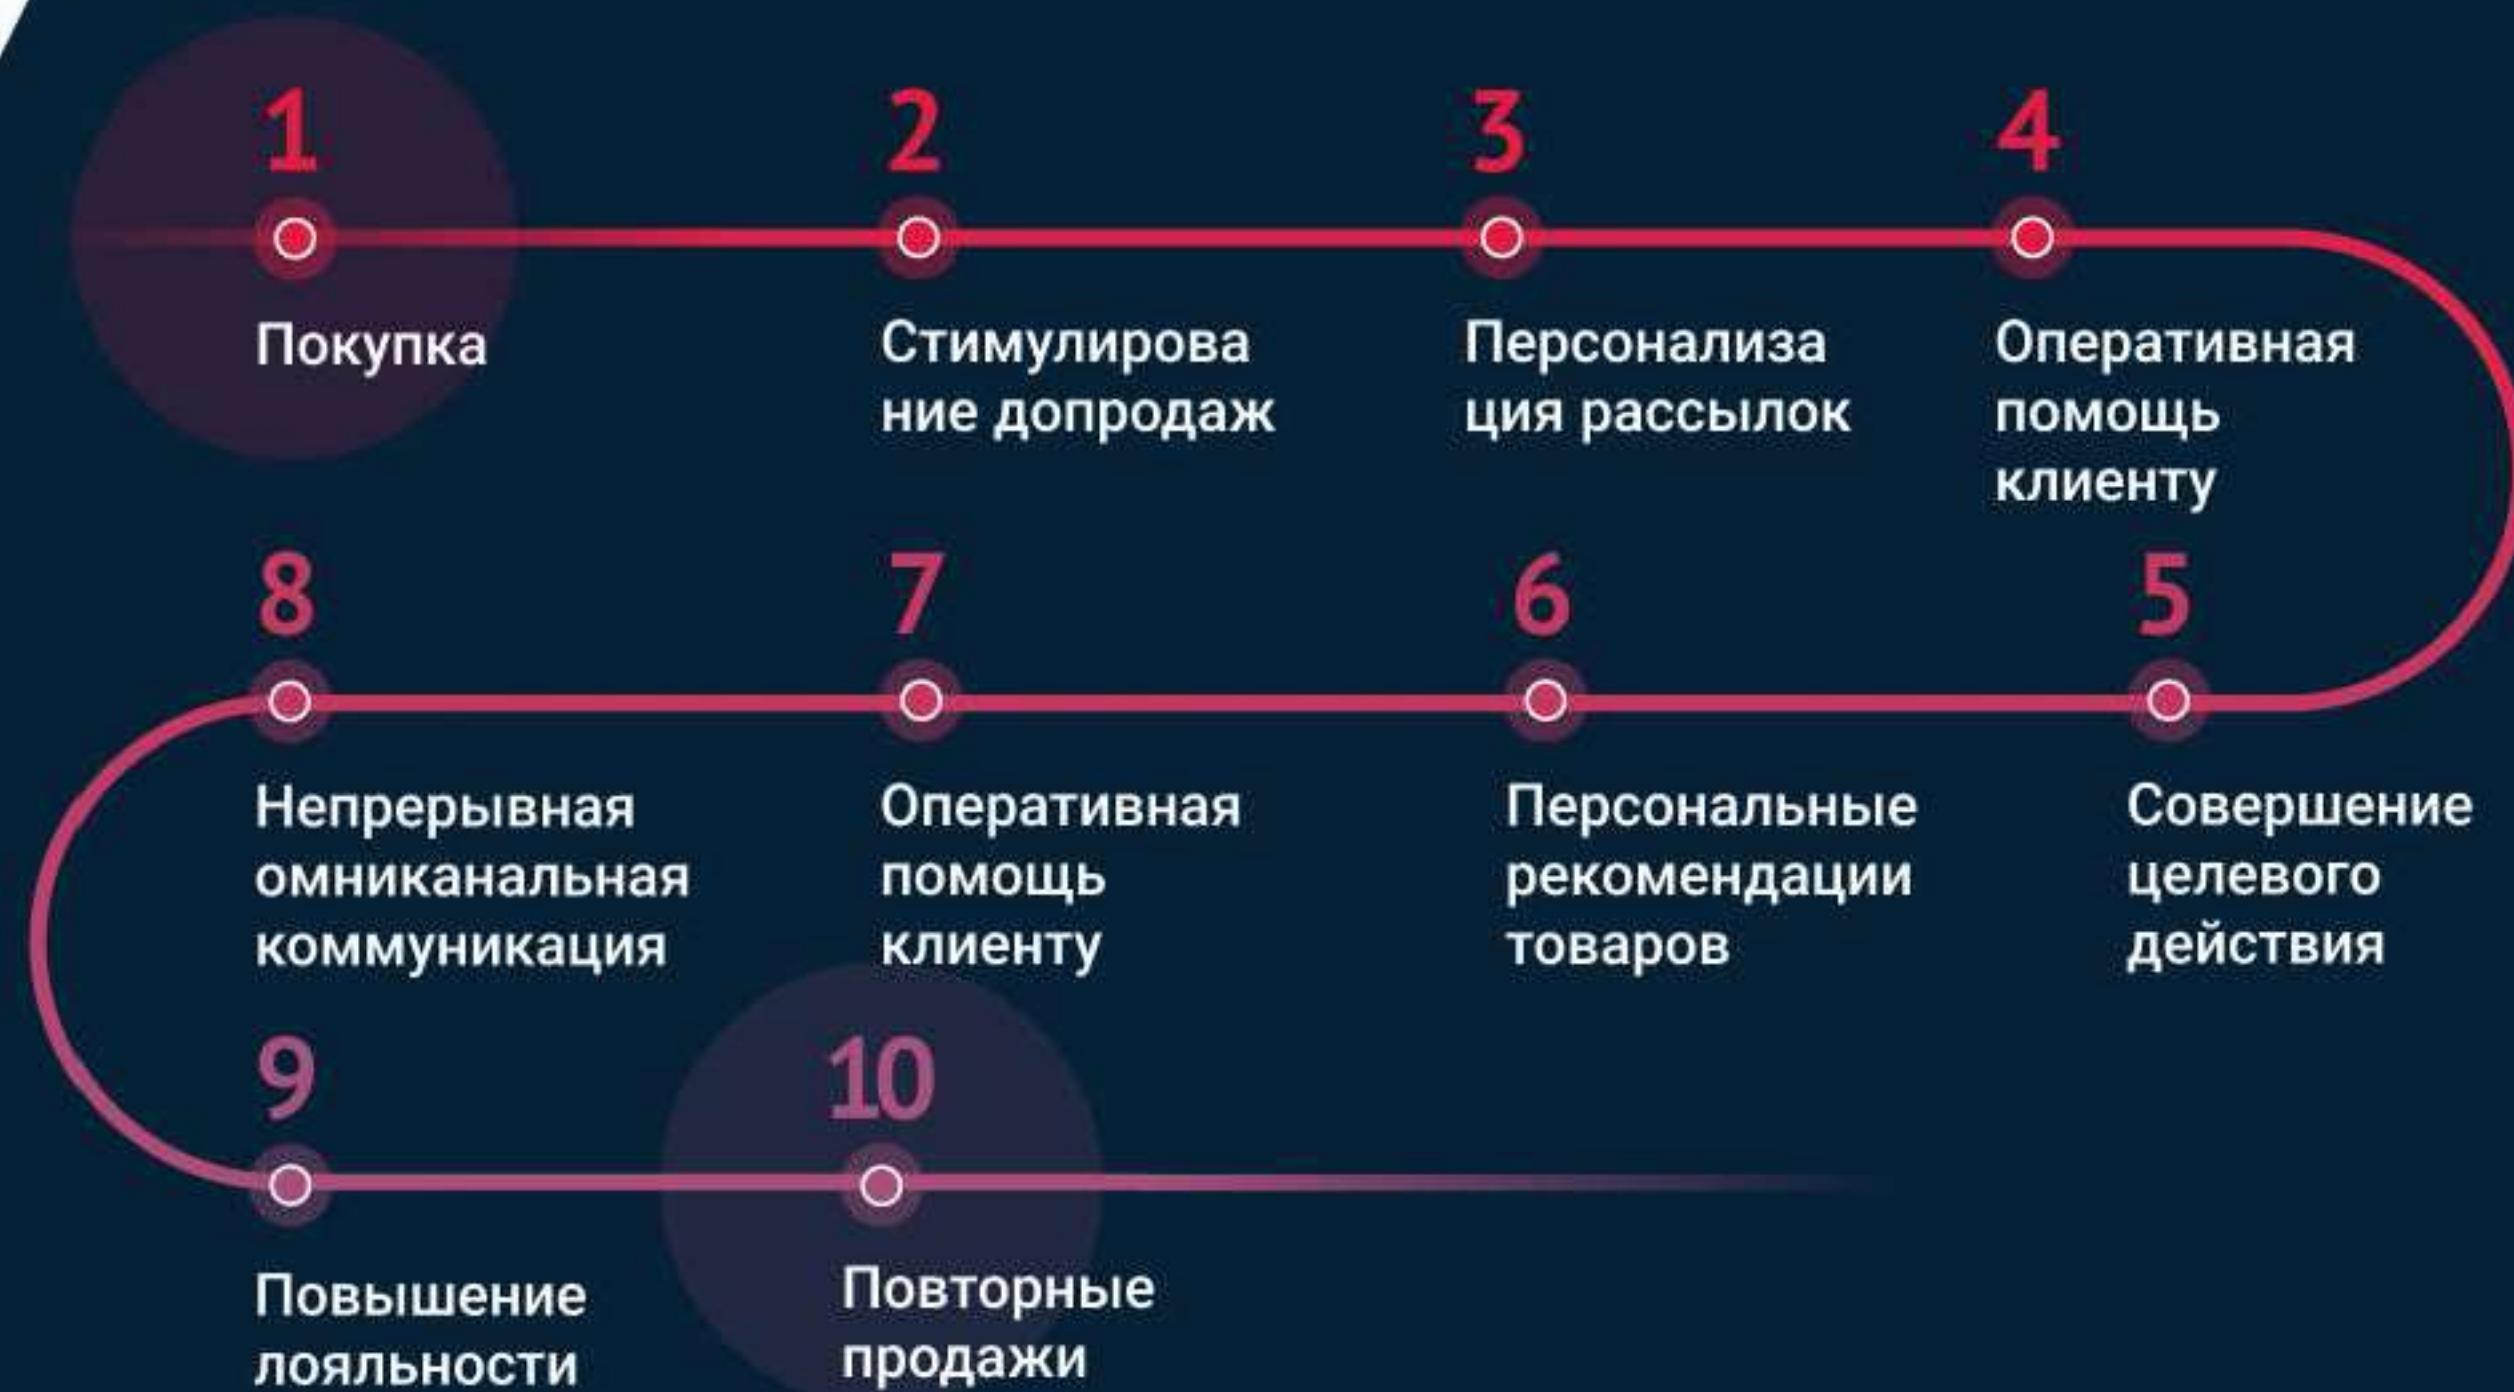 1
Покупка
2
Стимулирова
ние допродаж
3
Персонализа
ция рассылок
4
Оперативная
помощь
клиенту
5
Совершение
целевого
действия
6
Персональные
рекомендации
товаров
7
Оперативная
помощь
клиенту
8
Непрерывная
омниканальная
коммуникация
9
Повышение
лояльности
10
Повторные
продажи